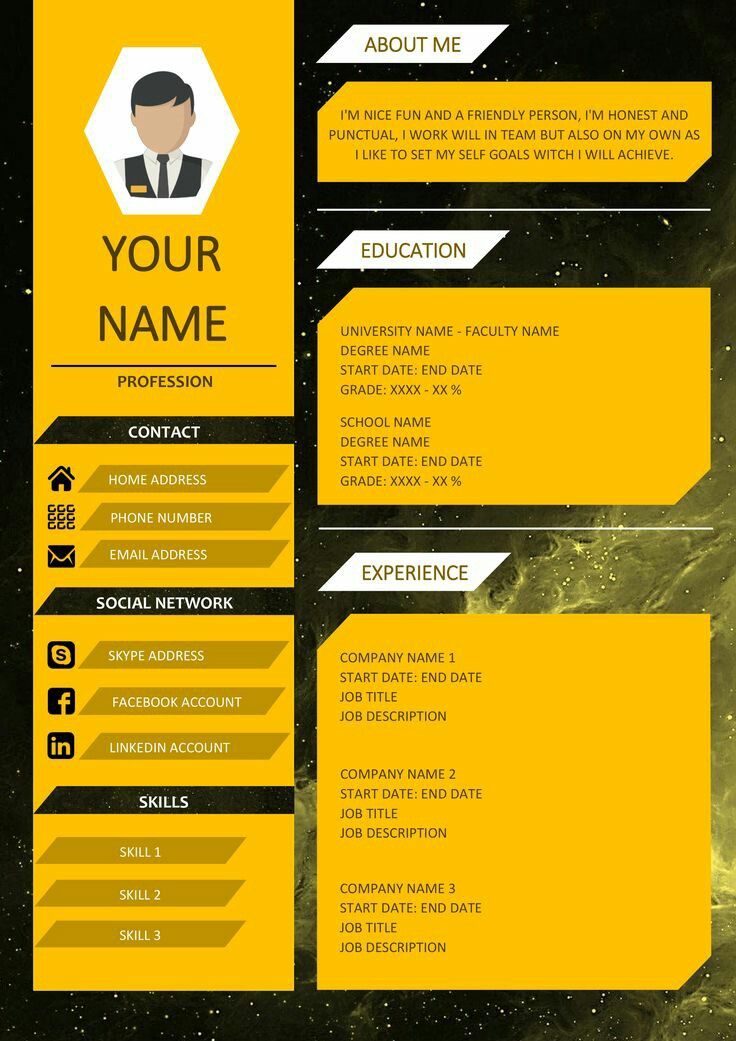 YOUR
NAME
PROFESSION
CONTACT
HOME ADDRESS
PHONE NUMBER
EMAIL ADDRESS
SOCIAL NETWORK
SKYPE ADDRESS
FACEBOOK ACCOUNT
LINKEDIN ACCOUNT
SKILLS
SKILL 1
SKILL 2
SKILL 3
ABOUT ME
I'M NICE FUN AND A FRIENDLY PERSON, I'M HONEST AND
PUNCTUAL, I WORK WILL IN TEAM BUT ALSO ON MY OWN AS
I LIKE TO SET MY SELF GOALS WITCH I WILL ACHIEVE.
EDUCATION
UNIVERSITY NAME - FACULTY NAME
DEGREE NAME
START DATE: END DATE
GRADE: XXXX - XX %
SCHOOL NAME
DEGREE NAME
START DATE: END DATE
GRADE: XXXX - XX %
EXPERIENCE
COMPANY NAME 1
START DATE: END DATE
JOB TITLE
JOB DESCRIPTION
COMPANY NAME 2
START DATE: END DATE
JOB TITLE
JOB DESCRIPTION
COMPANY NAME 3
START DATE: END DATE
JOB TITLE
JOB DESCRIPTION